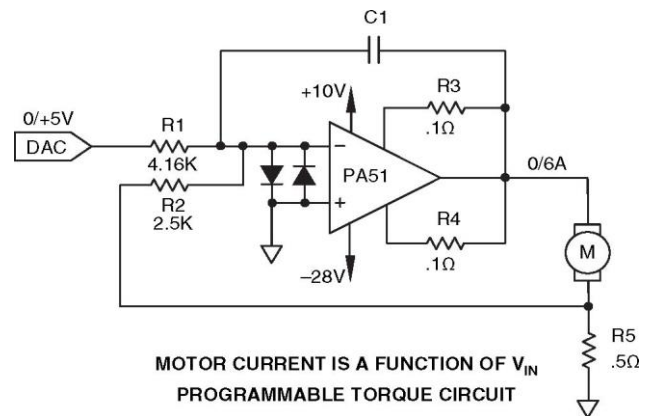 C1
+10V
R3
.1Ω
0/+5V
DAC
R1
4.16K
R2
2.5K
−
+
PA51
0/6A
R4
.1Ω
–28V
M
R5
.5Ω
MOTOR CURRENT IS A FUNCTION OF VIN
PROGRAMMABLE TORQUE CIRCUIT